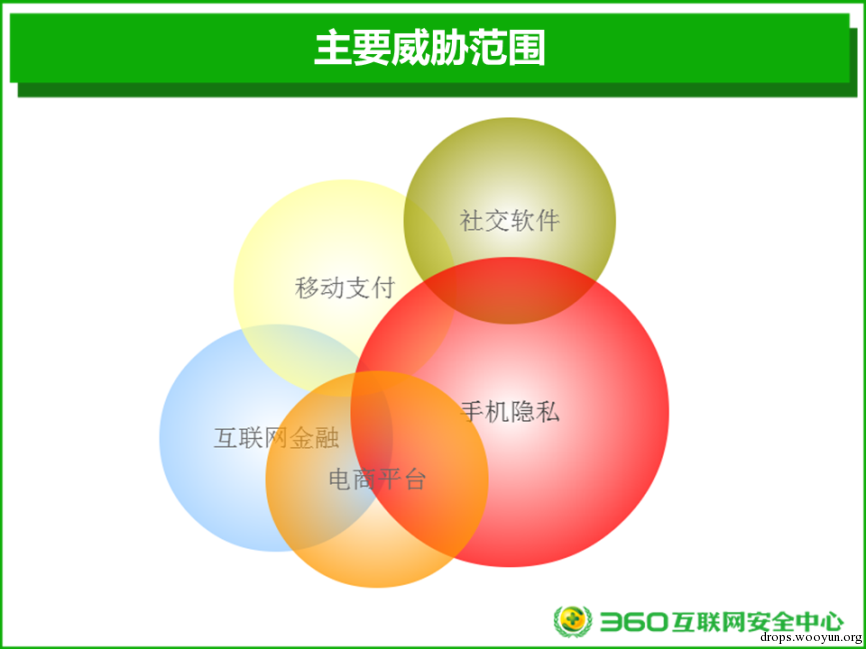 主要威胁范围
社交软件
移动支付
手机隐私
互联网金融
电商平台
360互联网安全中心
drops.wooyun.org